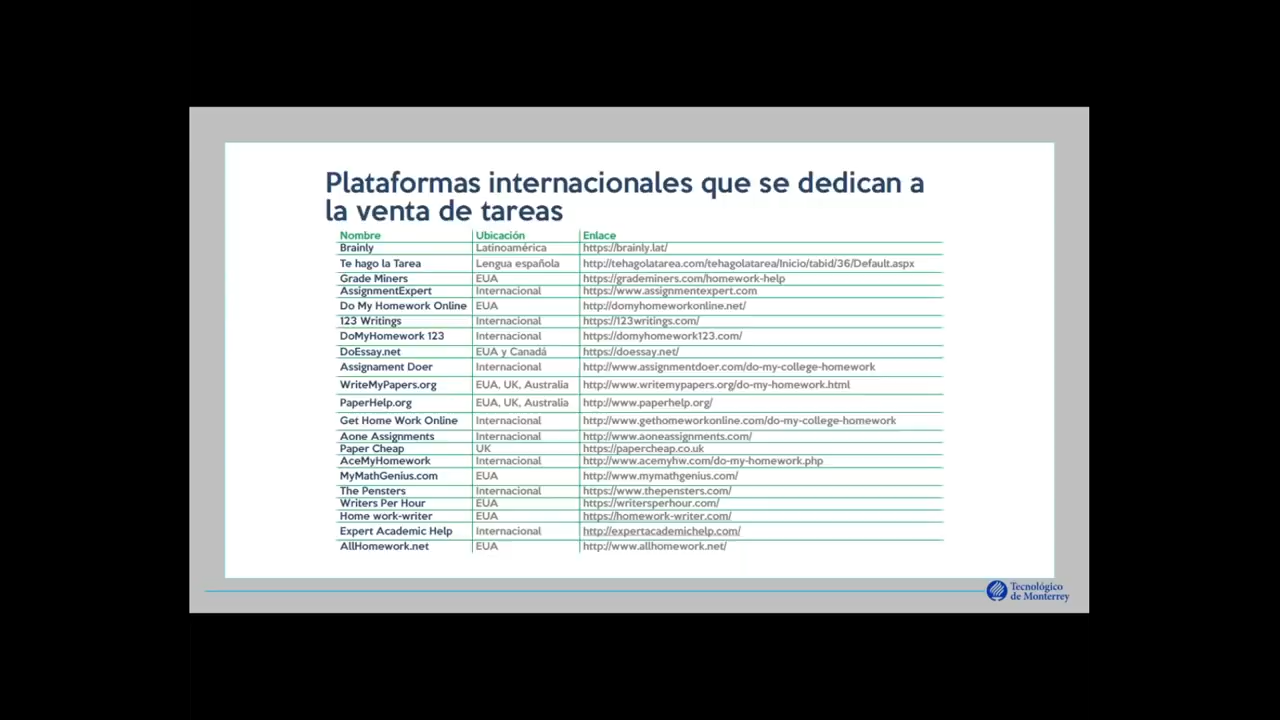 Plataformas internacionales que se dedican a
la venta de tareas
Nombre Ubicación Enlace
Brainly Latinoamérica https://brainly.lat/
Te hago la Tarea Lengua española http://tehagolatarea.com/tehagolatarea/Inicio/tabid/36/Default.aspx
Grade Miners EUA https://grademiners.com/homework-help
AssignmentExpert Internacional https://www.assignmentexpert.com
Do My Homework Online EUA http://domyhomeworkonline.net/
123 Writings Internacional https://123writings.com/
DoMyHomework 123 Internacional https://domyhomework123.com/
DoEssay.net EUA y Canadá https://doessay.net/
Assignament Doer Internacional http://www.assignmentdoer.com/do-my-college-homework
WriteMyPapers.org EUA, UK, Australia http://www.writemypapers.org/do-my-homework.html
PaperHelp.org EUA, UK, Australia http://www.paperhelp.org/
Get Home Work Online Internacional http://www.gethomeworkonline.com/do-my-college-homework
Aone Assignments Internacional http://www.aoneassignments.com/
Paper Cheap UK https://papercheap.co.uk
AceMyHomework Internacional http://www.acemyhw.com/do-my-homework.php
MyMathGenius.com EUA http://www.mymathgenius.com/
The Pensters Internacional https://www.thepensters.com/
Writers Per Hour EUA https://writersperhour.com/
Home work-writer EUA https://homework-writer.com/
Expert Academic Help Internacional http://expertacademichelp.com/
AllHomework.net EUA http://www.allhomework.net/
Tecnológico
de Monterrey